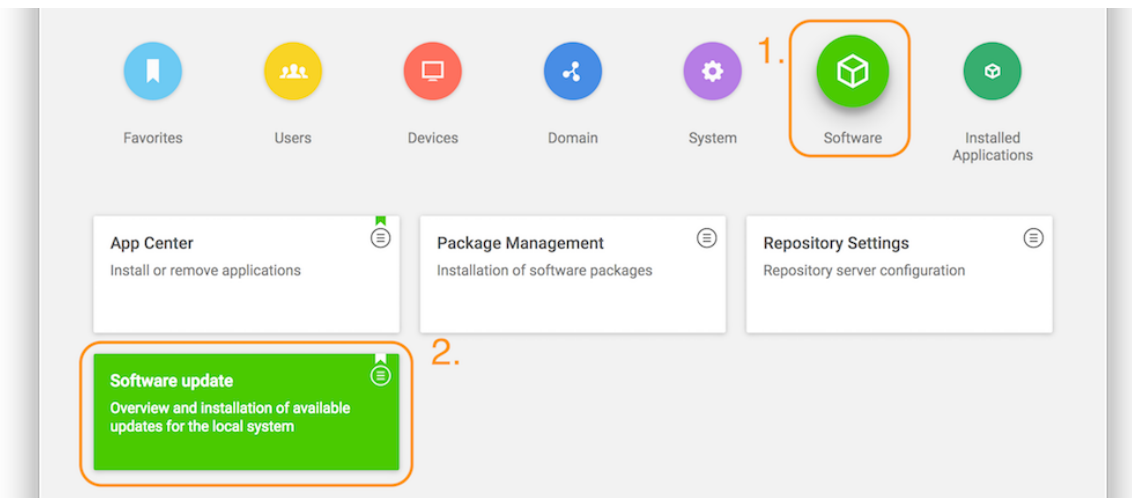 1.
Favorites
Users
Devices
Domain
System
Software
Installed
Applications
App Center
Install or remove applications
Package Management
Installation of software packages
Repository Settings
Repository server configuration
2.
Software update
Overview and installation of available
updates for the local system